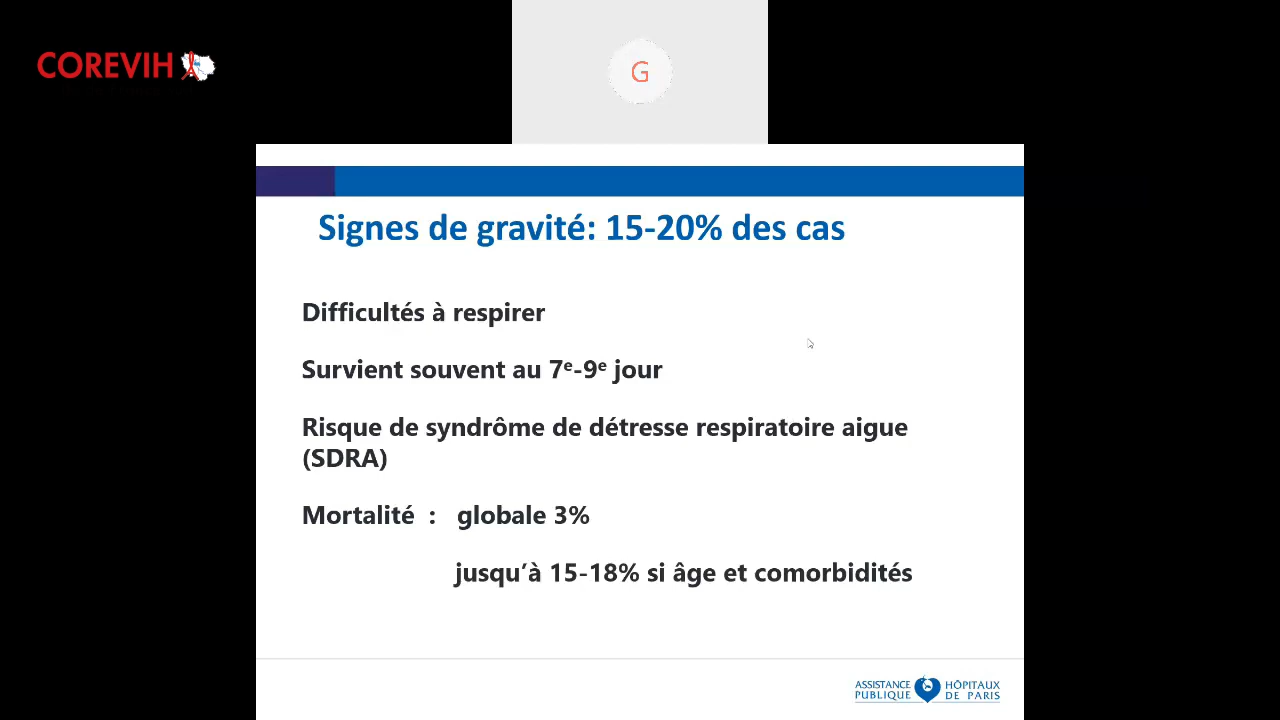 COREVIH
G
Signes de gravité: 15-20% des cas
Difficultés à respirer
Survient souvent au 7e-9e jour
Risque de syndrôme de détresse respiratoire aigue
(SDRA)
Mortalité : globale 3%
jusqu’à 15-18% si âge et comorbidités
ASSISTANCE HÔPITAUX
PUBLIQUE DE PARIS